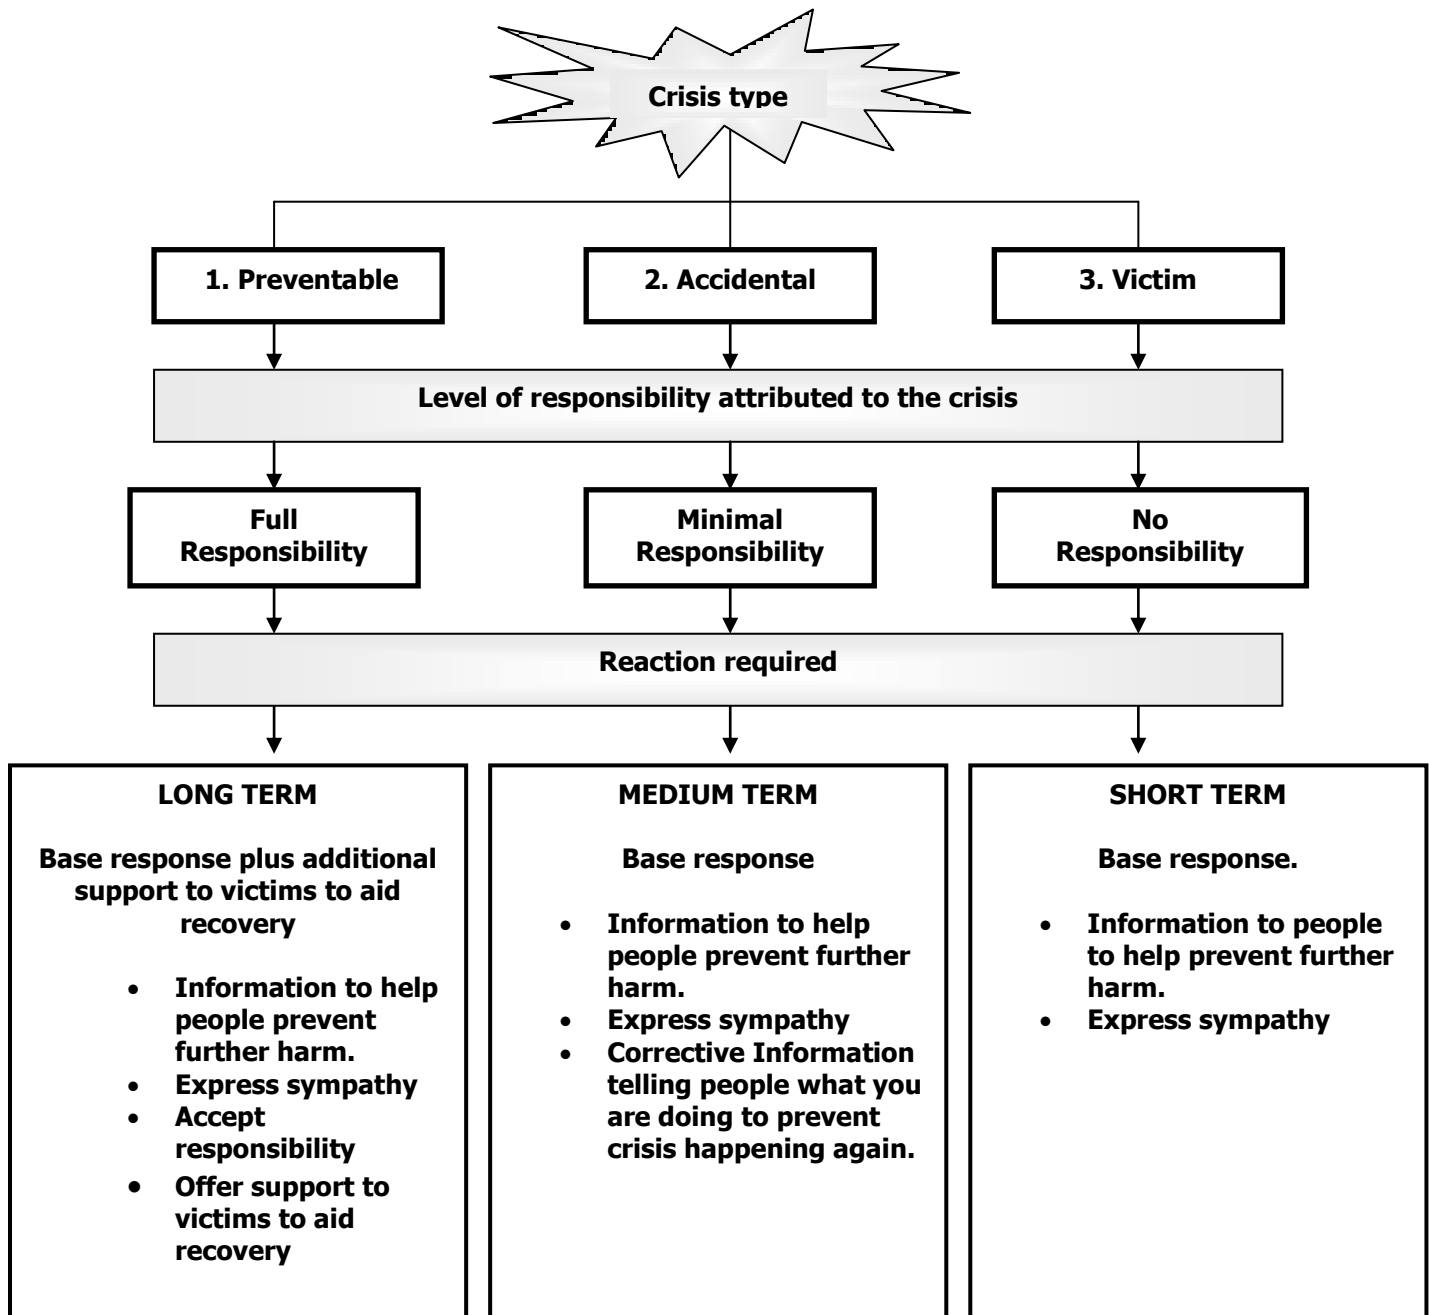 Crisis type
1. Preventable
2. Accidental
3. Victim
Level of responsibility attributed to the crisis
Full
Responsibility
Minimal
Responsibility
No
Responsibility
Reaction required
LONG TERM
Base response plus additional
support to victims to aid
recovery
• Information to help
people prevent
further harm.
• Express sympathy
• Accept
responsibility
• Offer support to
victims to aid
recovery
MEDIUM TERM
Base response
• Information to help
people prevent further
harm.
• Express sympathy
• Corrective Information
telling people what you
are doing to prevent
crisis happening again.
SHORT TERM
Base response.
• Information to people
to help prevent further
harm.
• Express sympathy